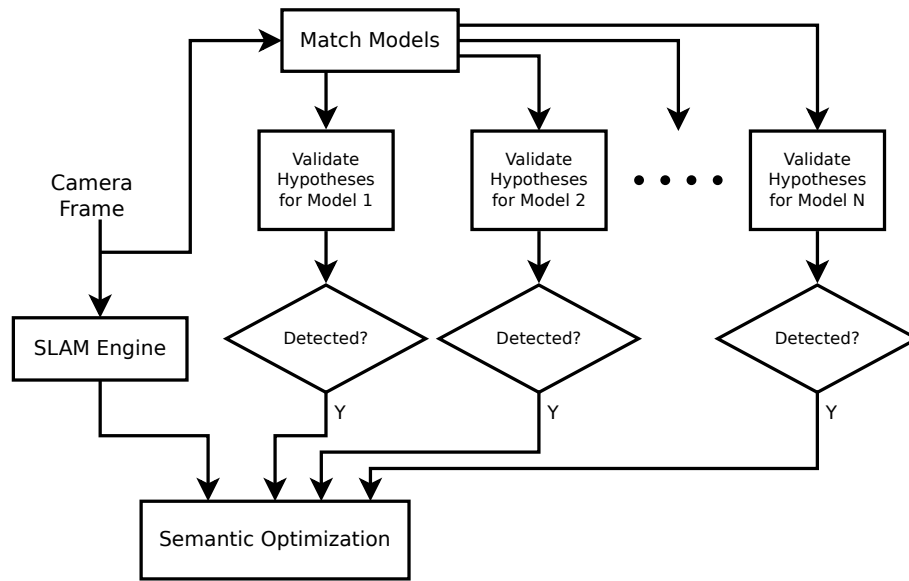 Match Models
Camera
Frame
Validate
Hypotheses
for Model 1
Validate
Hypotheses
for Model 2
Validate
Hypotheses
for Model N
SLAM Engine
Detected?
Detected?
Detected?
Y
Y
Y
Semantic Optimization